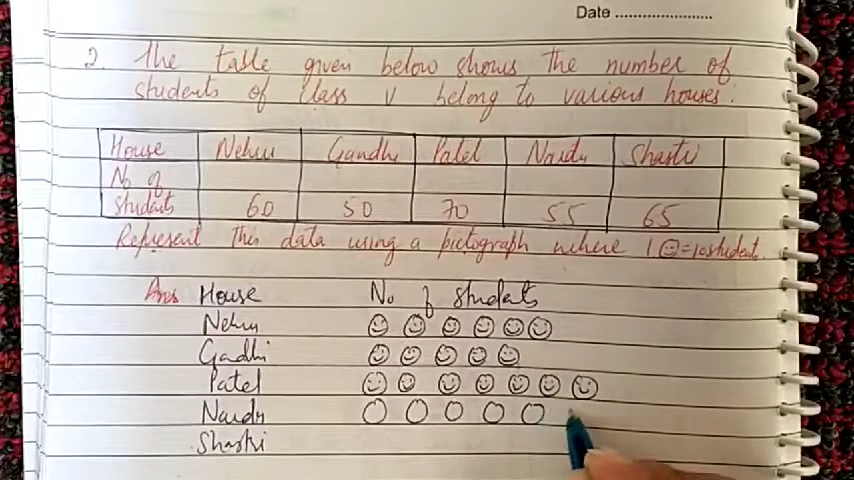 Date ........................
2. The table given below shows the number of
students of class V belong to various houses.
House Nehru Gandhi Patel Naidu Shastri
No of
students 60 50 70 55 65
Represent this data using a pictograph where 1 ☺=10 student.
Ans House No of students
Nehru
Gadhi
Patel
Naidu
Shastri